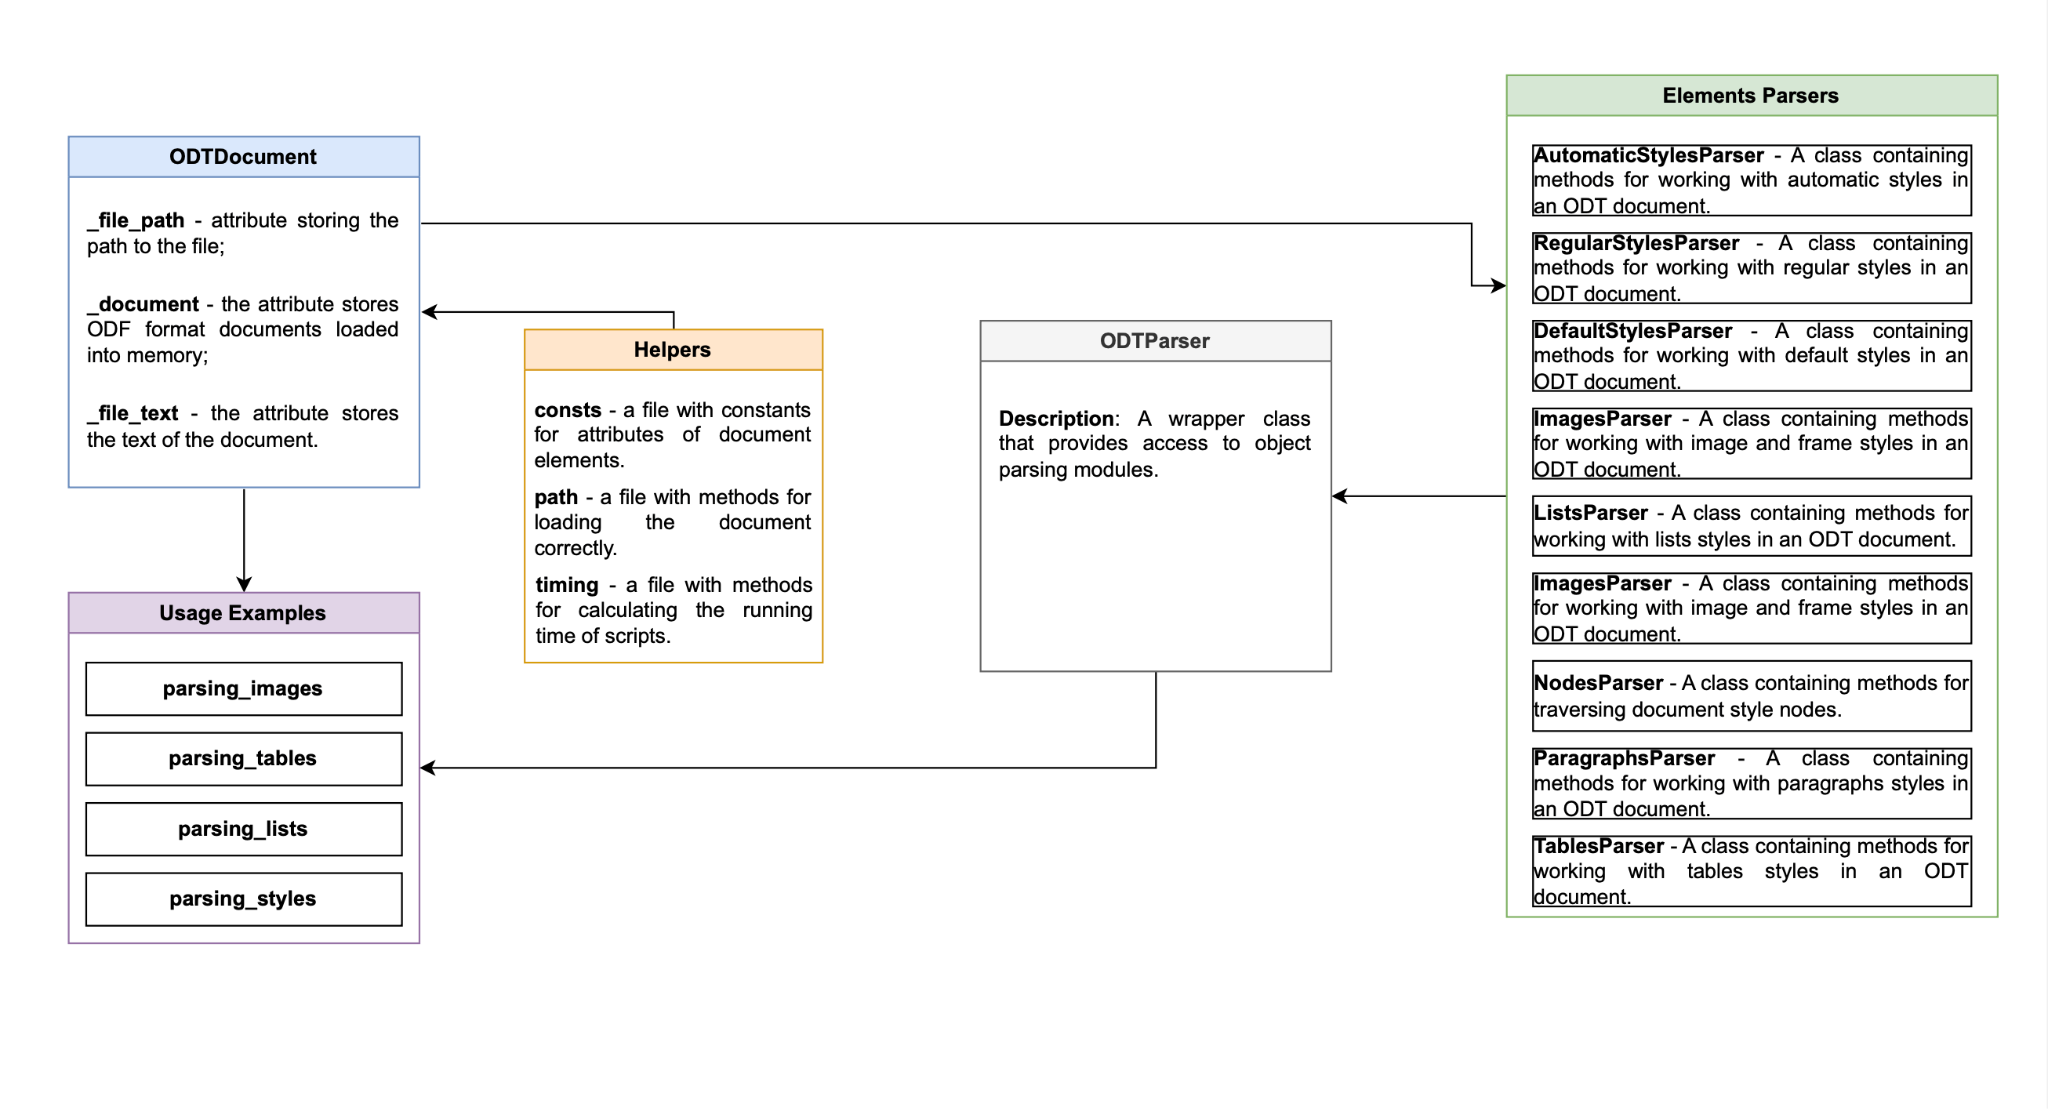 ODTDocument
_file_path - attribute storing the
path to the file;
_document - the attribute stores
ODF format documents loaded
into memory;
_file_text - the attribute stores
the text of the document.
Usage Examples
parsing_images
parsing_tables
parsing_lists
parsing_styles
Helpers
consts - a file with constants
for attributes of document
elements.
path - a file with methods for
loading the document
correctly.
timing - a file with methods
for calculating the running
time of scripts.
ODTParser
Description: A wrapper class
that provides access to object
parsing modules.
Elements Parsers
AutomaticStylesParser - A class containing
methods for working with automatic styles in
an ODT document.
RegularStylesParser - A class containing
methods for working with regular styles in an
ODT document.
DefaultStylesParser - A class containing
methods for working with default styles in an
ODT document.
ImagesParser - A class containing methods
for working with image and frame styles in an
ODT document.
ListsParser - A class containing methods for
working with lists styles in an ODT document.
ImagesParser - A class containing methods
for working with image and frame styles in an
ODT document.
NodesParser - A class containing methods for
traversing document style nodes.
ParagraphsParser - A class containing
methods for working with paragraphs styles in
an ODT document.
TablesParser - A class containing methods for
working with tables styles in an ODT
document.